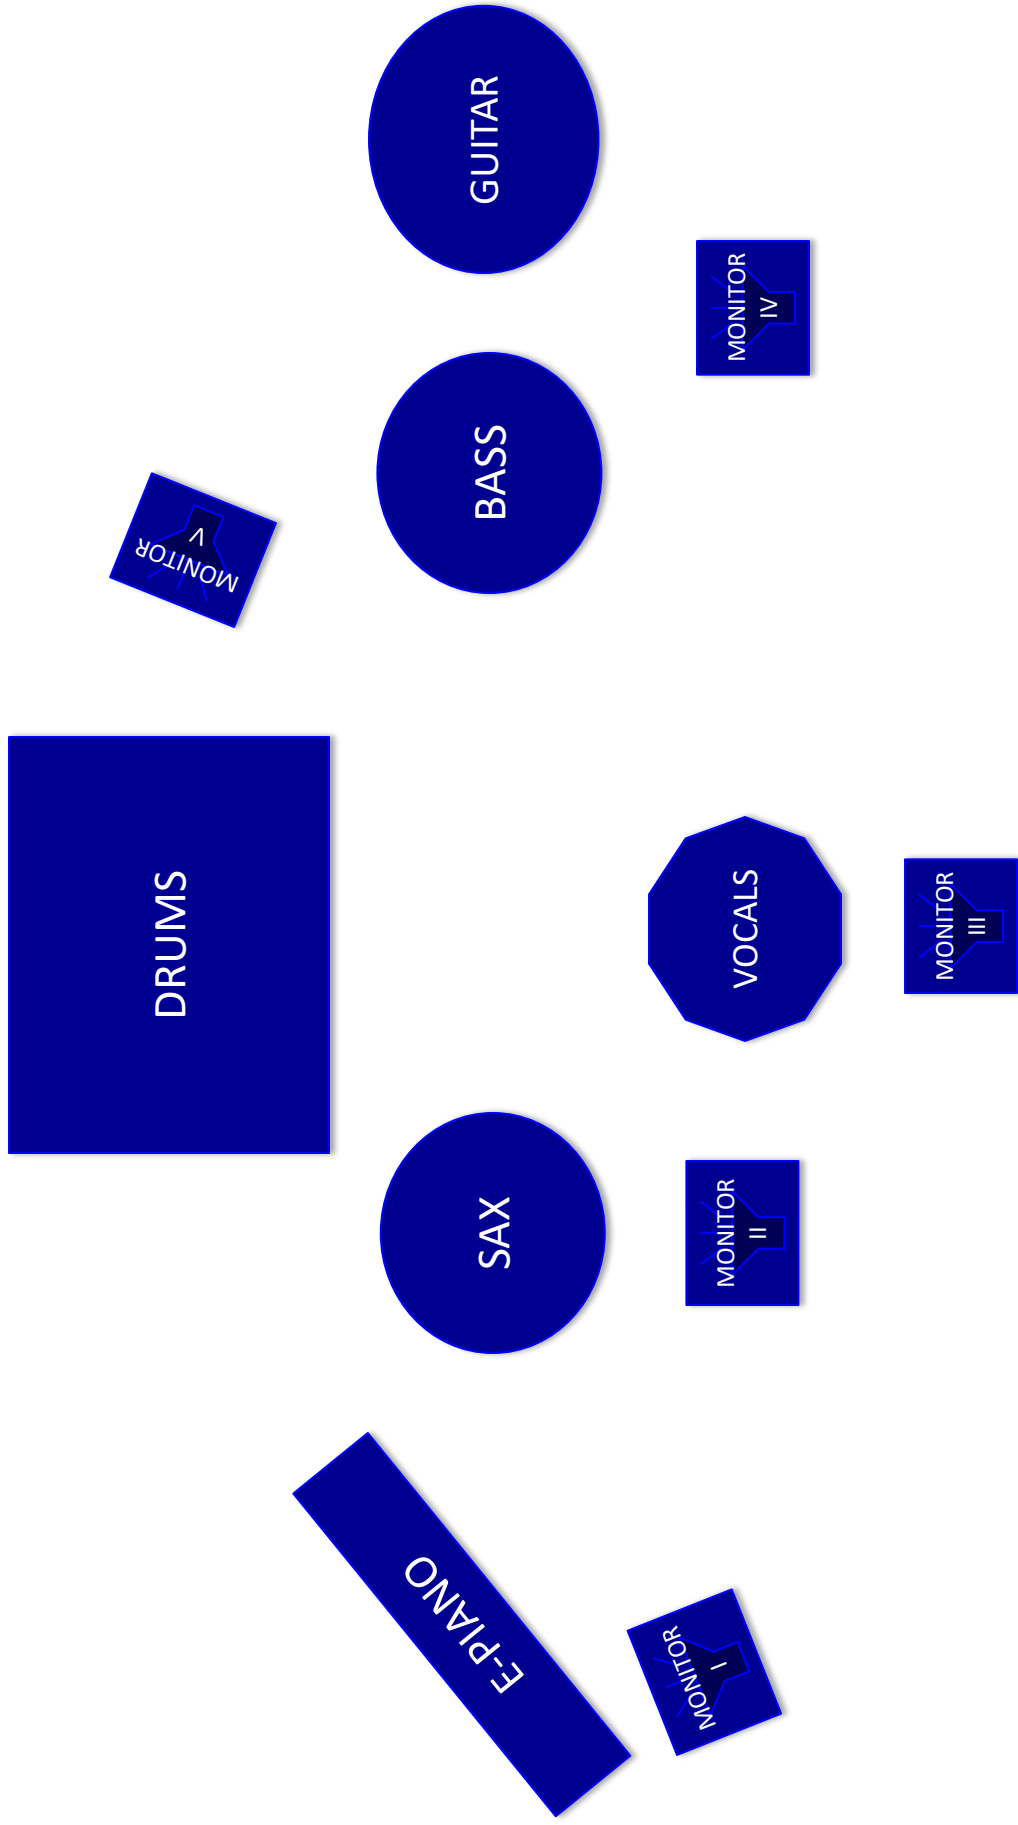 DRUMS
MONITOR
V
E-PIANO
SAX
BASS
GUITAR
MONITOR
I
MONITOR
II
VOCALS
MONITOR
IV
MONITOR
III